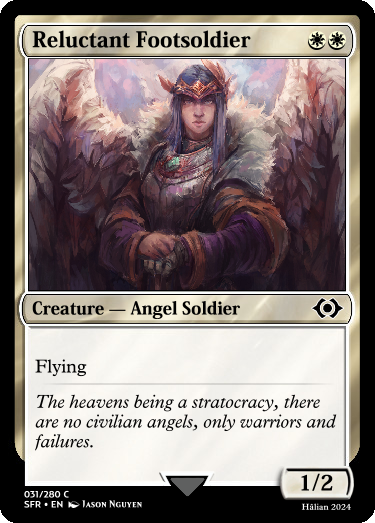 Reluctant Footsoldier
Creature — Angel Soldier
Flying
The heavens being a stratocracy, there
are no civilian angels, only warriors and
failures.
1/2
031/280 C
SFR • EN Jason Nguyen
Hālian 2024